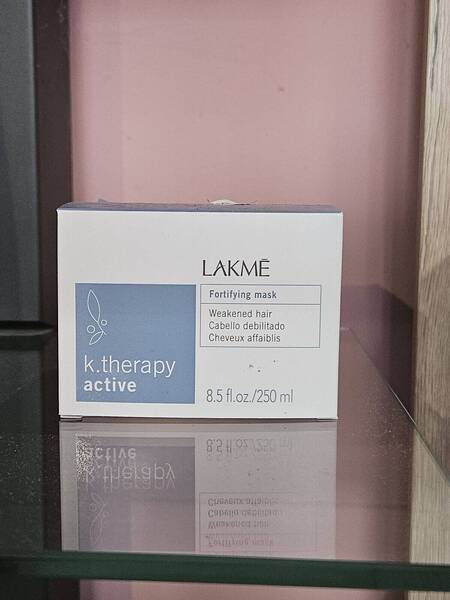 LAKMĒ
Fortifying mask
Weakened hair
Cabello debilitado
Cheveux affaiblis
k.therapy
active
8.5 fl.oz./250 ml